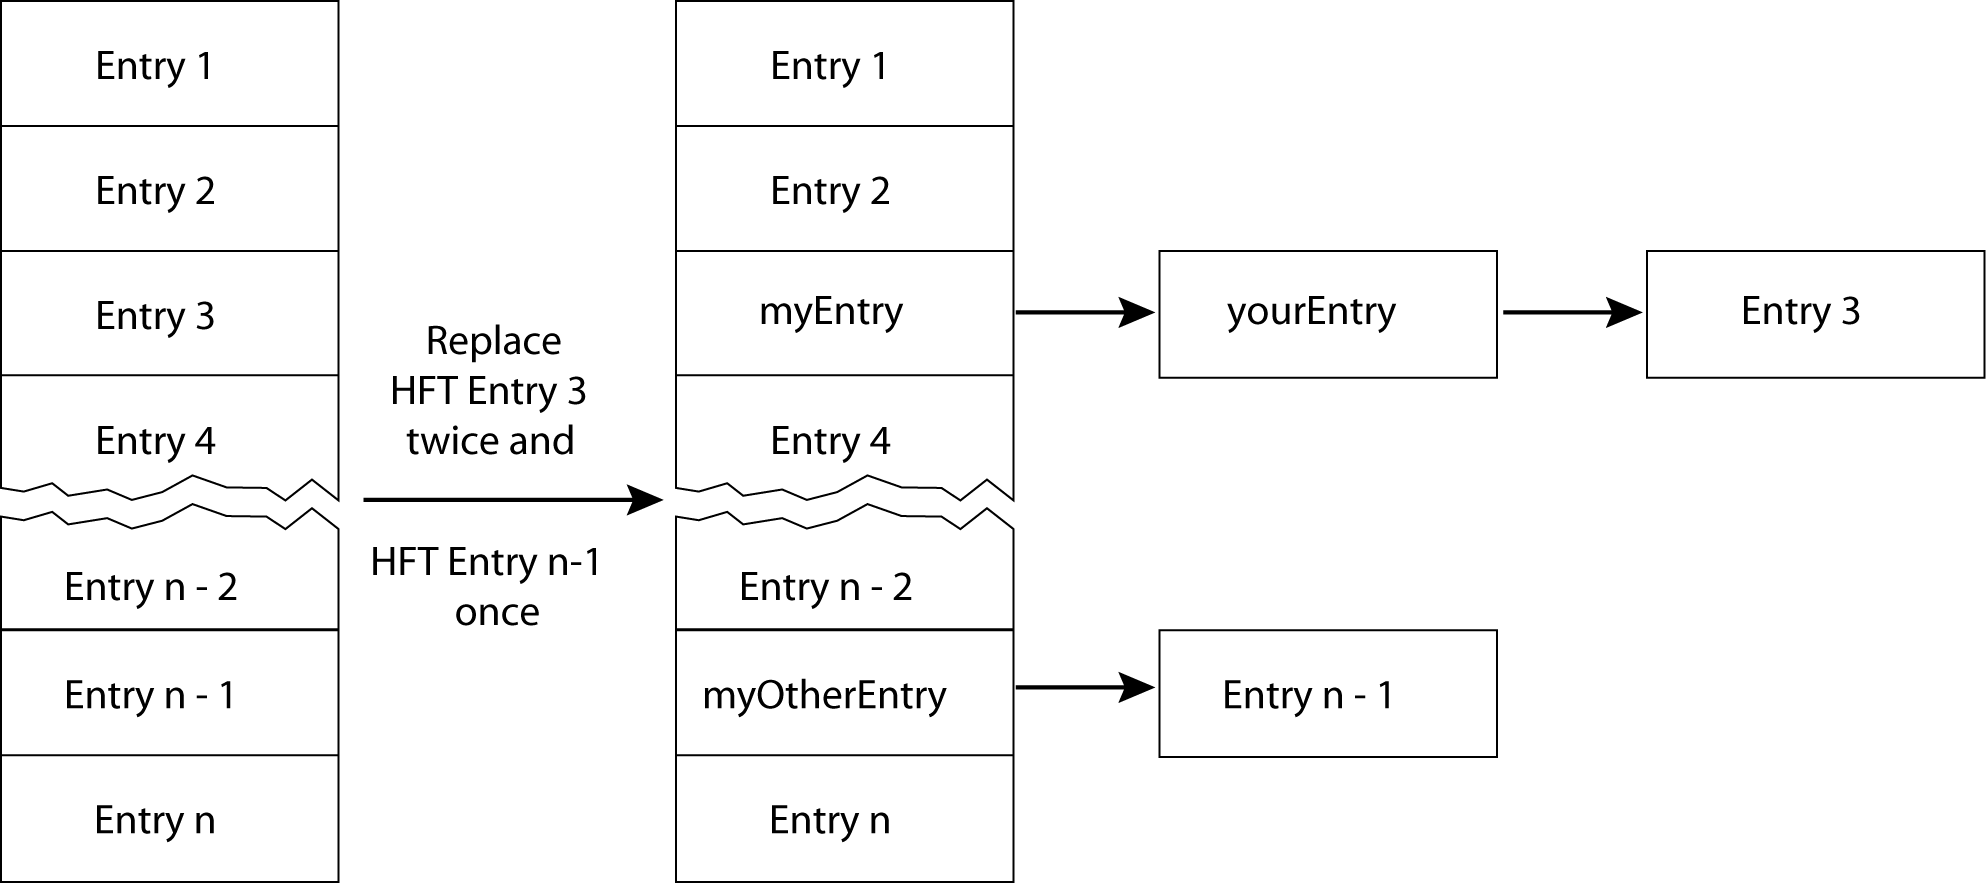 Entry 1
Entry 2
Entry 3
Entry 4
Entry n - 2
Entry n - 1
Entry n
Replace
HFT Entry 3
twice and
HFT Entry n-1
once
Entry 1
Entry 2
myEntry
Entry 4
Entry n - 2
myOtherEntry
Entry n
yourEntry
Entry 3
Entry n - 1